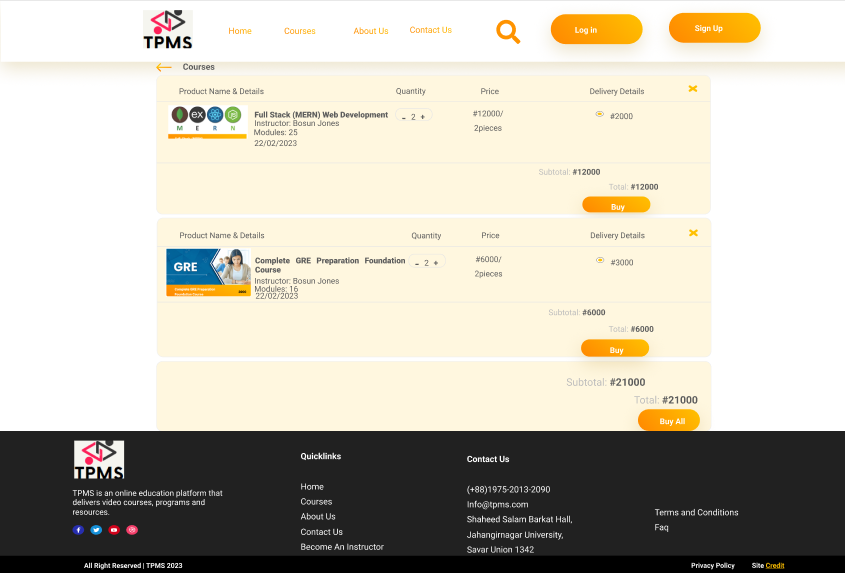 TPMS
Home
Courses
About Us
Contact Us
Log in
Sign Up
Courses
Product Name & Details
Quantity
Price
Delivery Details
M E R N
Full Stack (MERN) Web Development
Instructor: Bosun Jones
Modules: 25
22/02/2023
- 2 +
#12000/
2pieces
#2000
Subtotal: #12000
Total: #12000
Buy
Product Name & Details
Quantity
Price
Delivery Details
GRE
Complete GRE Preparation
Foundation Course
Complete GRE Preparation Foundation
Course
Instructor: Bosun Jones
Modules: 16
22/02/2023
- 2 +
#6000/
2pieces
#3000
Subtotal: #6000
Total: #6000
Buy
Subtotal: #21000
Total: #21000
Buy All
TPMS
TPMS is an online education platform that
delivers video courses, programs and
resources.
Quicklinks
Home
Courses
About Us
Contact Us
Become An Instructor
Contact Us
(+88)1975-2013-2090
Info@tpms.com
Shaheed Salam Barkat Hall,
Jahangirnagar University,
Savar Union 1342
Terms and Conditions
Faq
All Right Reserved | TPMS 2023
Privacy Policy
Site Credit